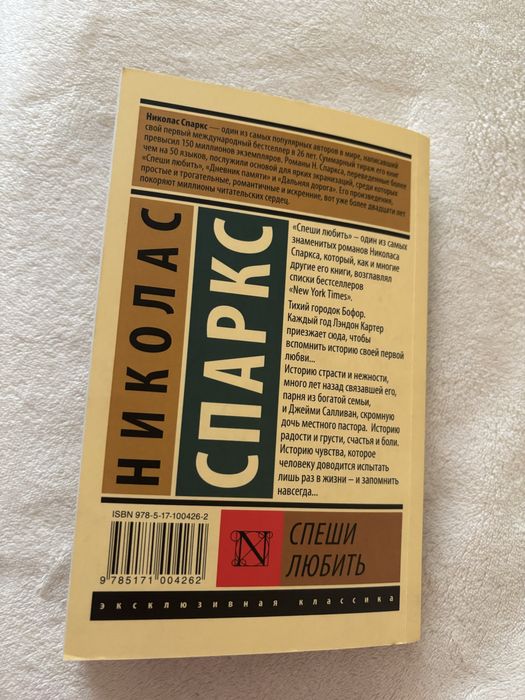 Николас Спаркс — один из самых популярных авторов в мире, написавший
свой первый международный бестселлер в 26 лет. Суммарный тираж его книг
превысил 150 миллионов экземпляров. Романы Н. Спаркса, переведенные более
чем на 50 языков, послужили основой для ярких экранизаций, среди которых
«Спеши любить», «Дневник памяти» и «Дальняя дорога». Его произведения,
простые и трогательные, романтичные и искренние, вот уже более двадцати лет
покоряют миллионы читательских сердец.
НИКОЛАС
СПАРКС
«Спеши любить» – один из самых
знаменитых романов Николаса
Спаркса, который, как и многие
другие его книги, возглавлял
списки бестселлеров
«New York Times».
Тихий городок Бофор.
Каждый год Лэндон Картер
приезжает сюда, чтобы
вспомнить историю своей первой
любви...
Историю страсти и нежности,
много лет назад связавшей его,
парня из богатой семьи,
и Джейми Салливан, скромную
дочь местного пастора. Историю
радости и грусти, счастья и боли.
Историю чувства, которое
человеку доводится испытать
лишь раз в жизни – и запомнить
навсегда...
ISBN 978-5-17-100426-2
9 785171 004262
N
СПЕШИ
ЛЮБИТЬ
эксклюзивная классика